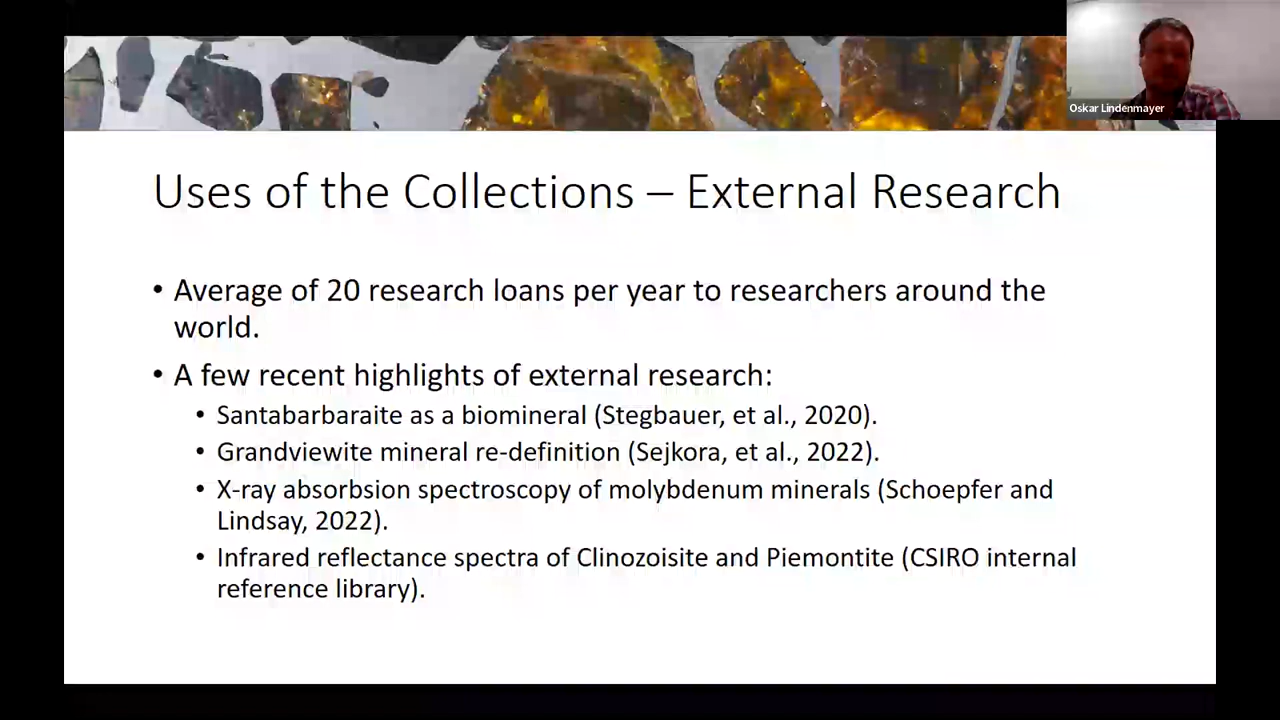 Oskar Lindenmayer
Uses of the Collections – External Research
• Average of 20 research loans per year to researchers around the
world.
• A few recent highlights of external research:
• Santabarbaraite as a biomineral (Stegbauer, et al., 2020).
• Grandviewite mineral re-definition (Sejkora, et al., 2022).
• X-ray absorbsion spectroscopy of molybdenum minerals (Schoepfer and
Lindsay, 2022).
• Infrared reflectance spectra of Clinozoisite and Piemontite (CSIRO internal
reference library).